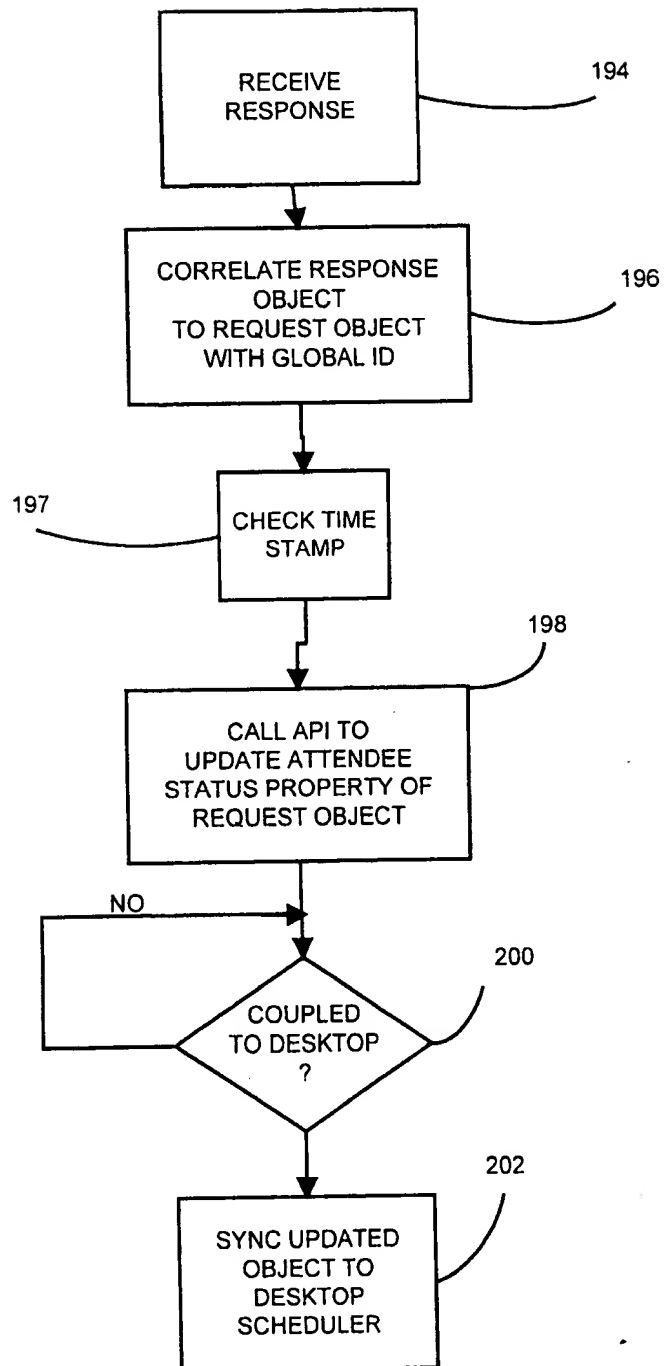 RECEIVE
RESPONSE
194
CORRELATE RESPONSE
OBJECT
TO REQUEST OBJECT
WITH GLOBAL ID
196
197
CHECK TIME
STAMP
198
CALL API TO
UPDATE ATTENDEE
STATUS PROPERTY OF
REQUEST OBJECT
NO
200
COUPLED
TO DESKTOP
?
202
SYNC UPDATED
OBJECT TO
DESKTOP
SCHEDULER